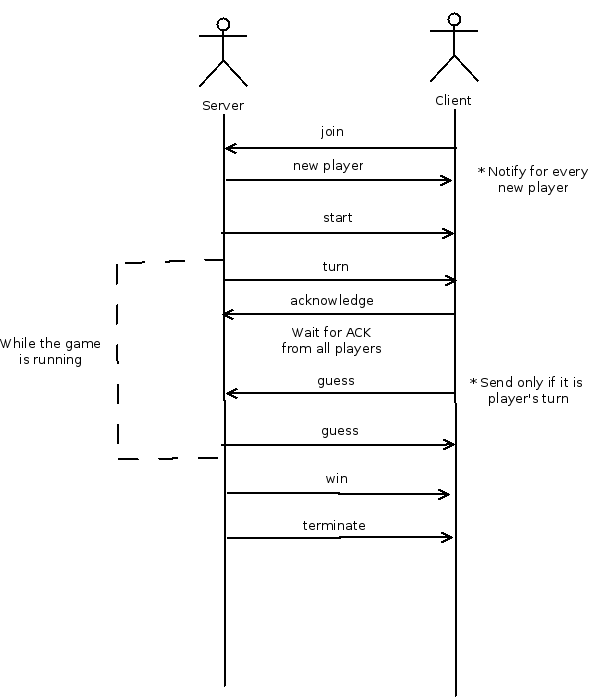 Server
Client
join
new player
* Notify for every
new player
start
turn
acknowledge
While the game
is running
Wait for ACK
from all players
guess
* Send only if it is
player's turn
guess
win
terminate